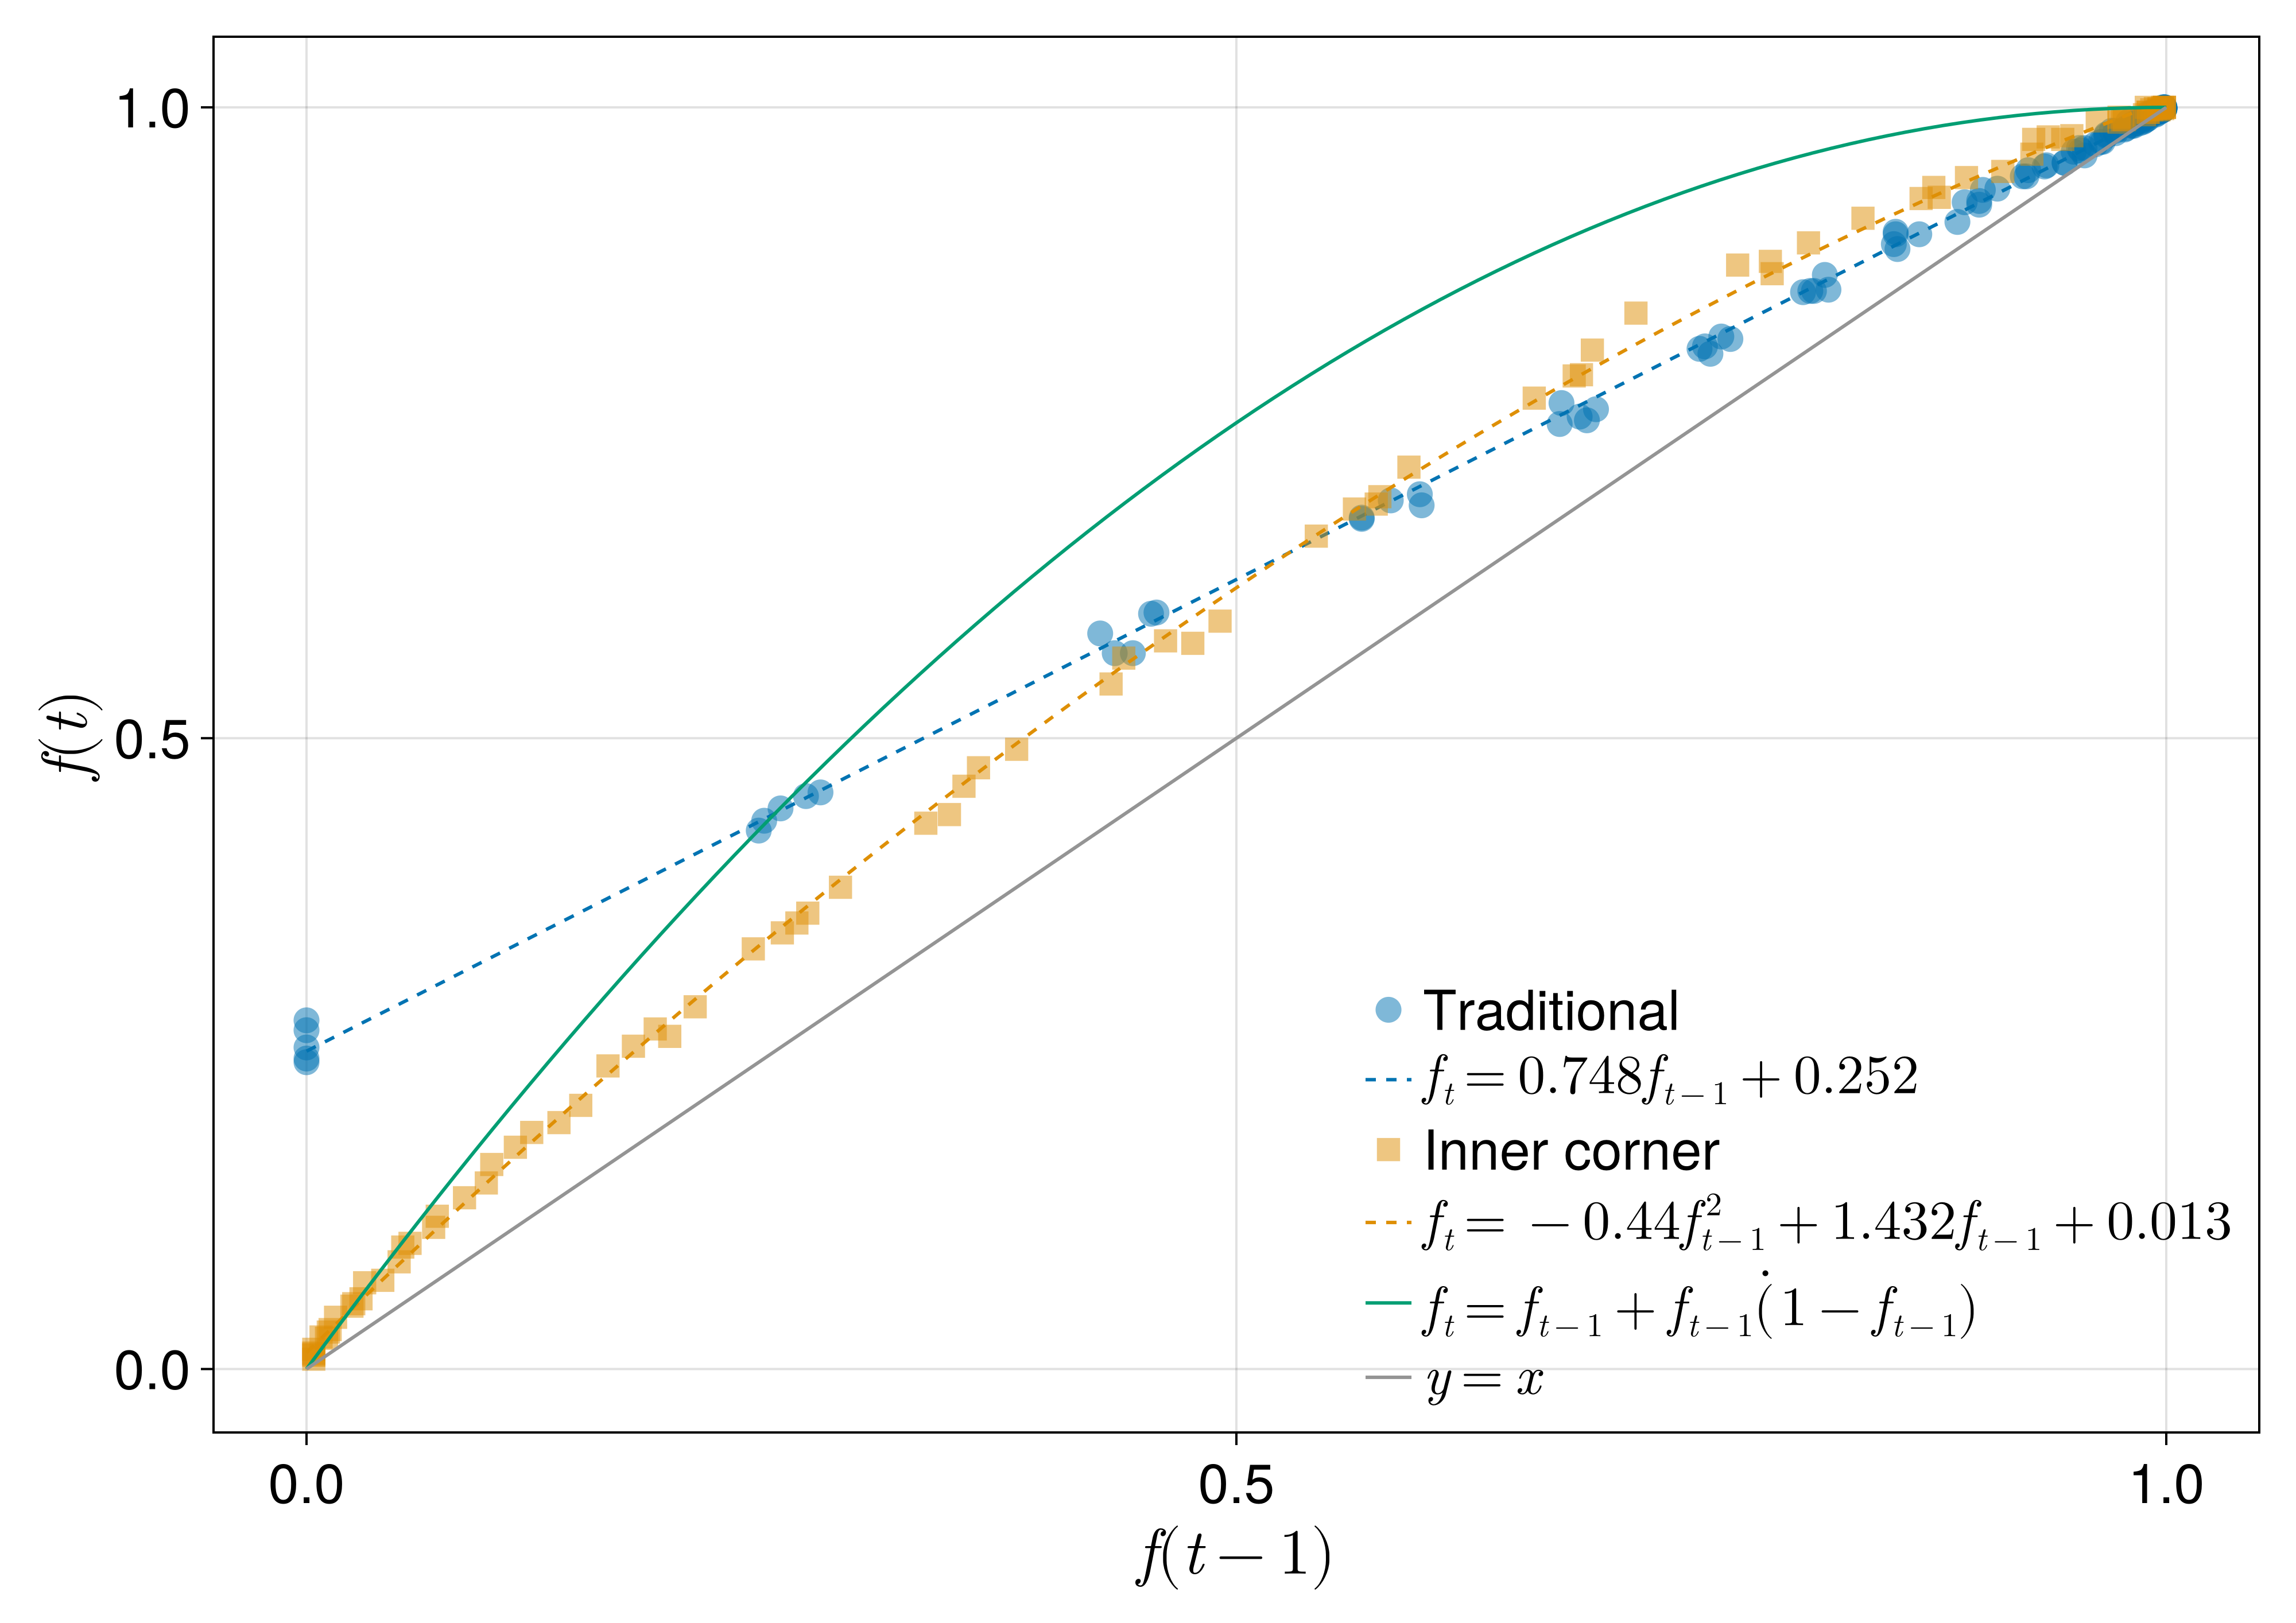 1.0
0.5
0.0
f(t)
Traditional
f_t = 0.748f_{t-1} + 0.252
Inner corner
f_t = -0.44f_{t-1}^2 + 1.432f_{t-1} + 0.013
f_t = f_{t-1} + f_{t-1}\dot{(}1 - f_{t-1})
y = x
0.0 0.5 1.0
f(t - 1)